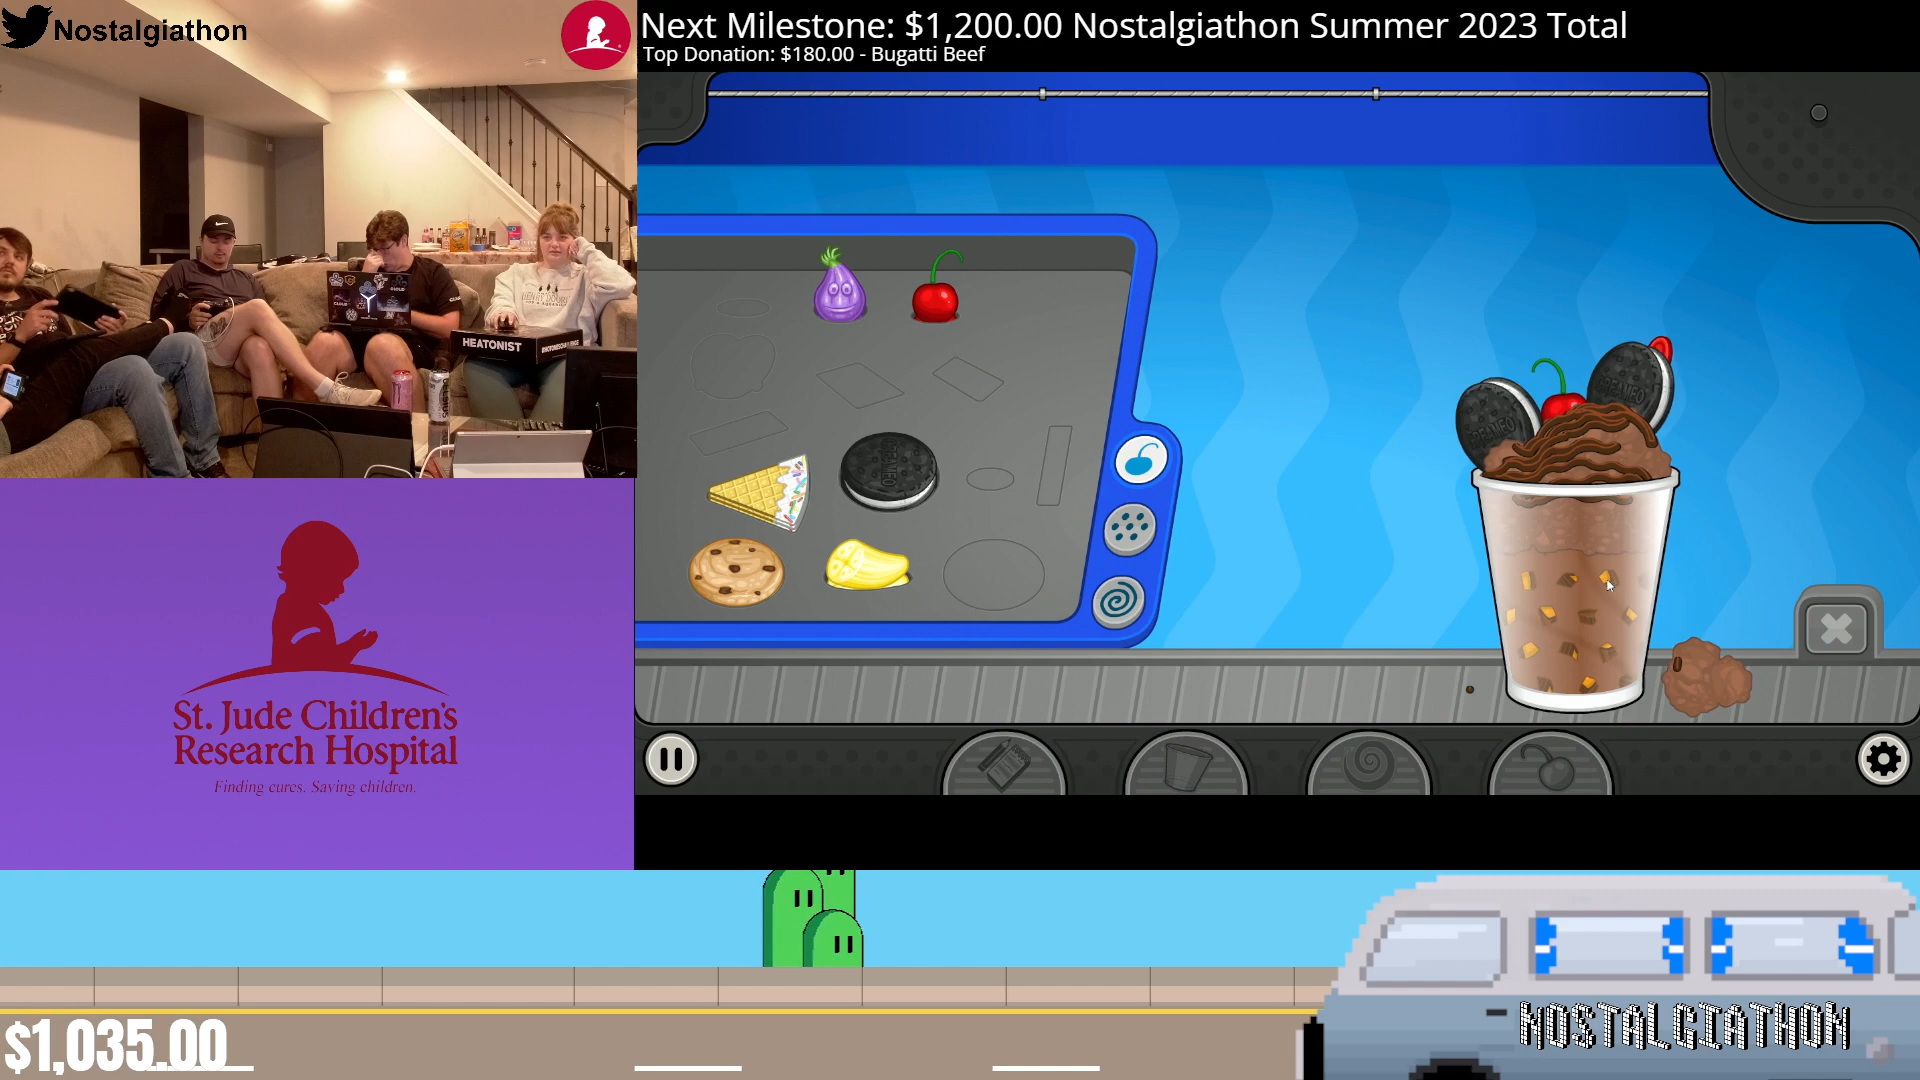 Nostalgiathon
Next Milestone: $1,200.00 Nostalgiathon Summer 2023 Total
Top Donation: $180.00 - Bugatti Beef
HEATONIST
St. Jude Children's
Research Hospital
Finding cures. Saving children.
$1,035.00
NOSTALGIATHON